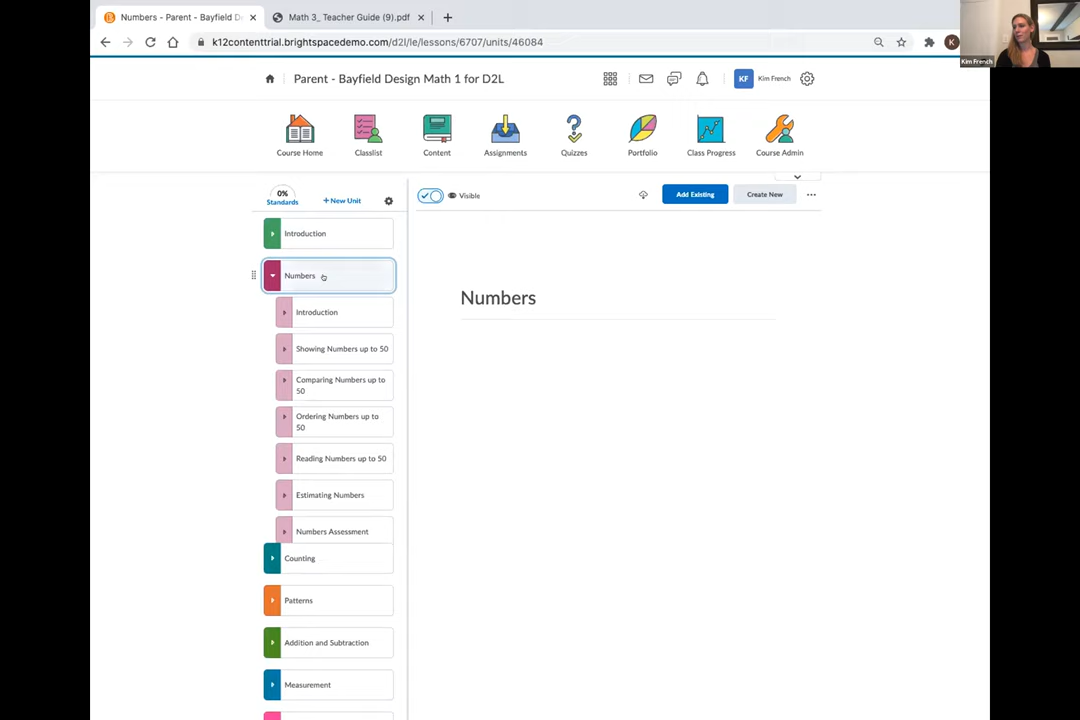 Numbers - Parent - Bayfield D
Math 3_ Teacher Guide (9).pdf
k12contenttrial.brightspacedemo.com/d2l/le/lessons/6707/units/46084
K
Kim French
Parent - Bayfield Design Math 1 for D2L
KF
Kim French
Course Home
Classlist
Content
Assignments
Quizzes
Portfolio
Class Progress
Course Admin
0%
Standards
+ New Unit
Visible
Add Existing
Create New
Introduction
Numbers
Introduction
Showing Numbers up to 50
Comparing Numbers up to
50
Ordering Numbers up to
50
Reading Numbers up to 50
Estimating Numbers
Numbers Assessment
Counting
Patterns
Addition and Subtraction
Measurement
Numbers